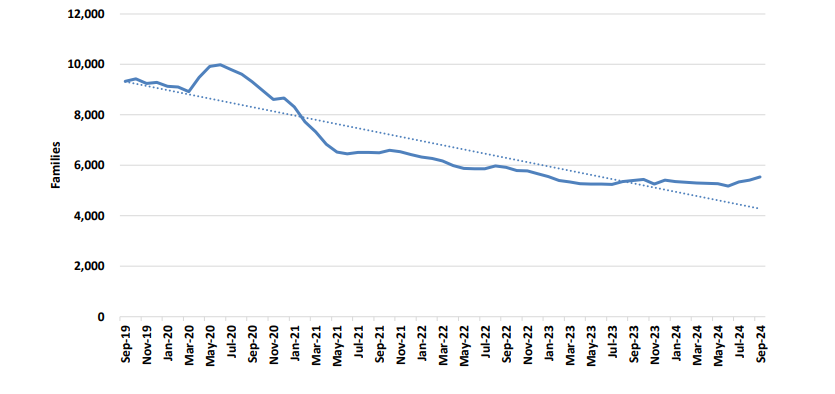 12,000
10,000
8,000
6,000
4,000
2,000
0
Families
Sep-19
Nov-19
Jan-20
Mar-20
May-20
Jul-20
Sep-20
Nov-20
Jan-21
Mar-21
May-21
Jul-21
Sep-21
Nov-21
Jan-22
Mar-22
May-22
Jul-22
Sep-22
Nov-22
Jan-23
Mar-23
May-23
Jul-23
Sep-23
Nov-23
Jan-24
Mar-24
May-24
Jul-24
Sep-24